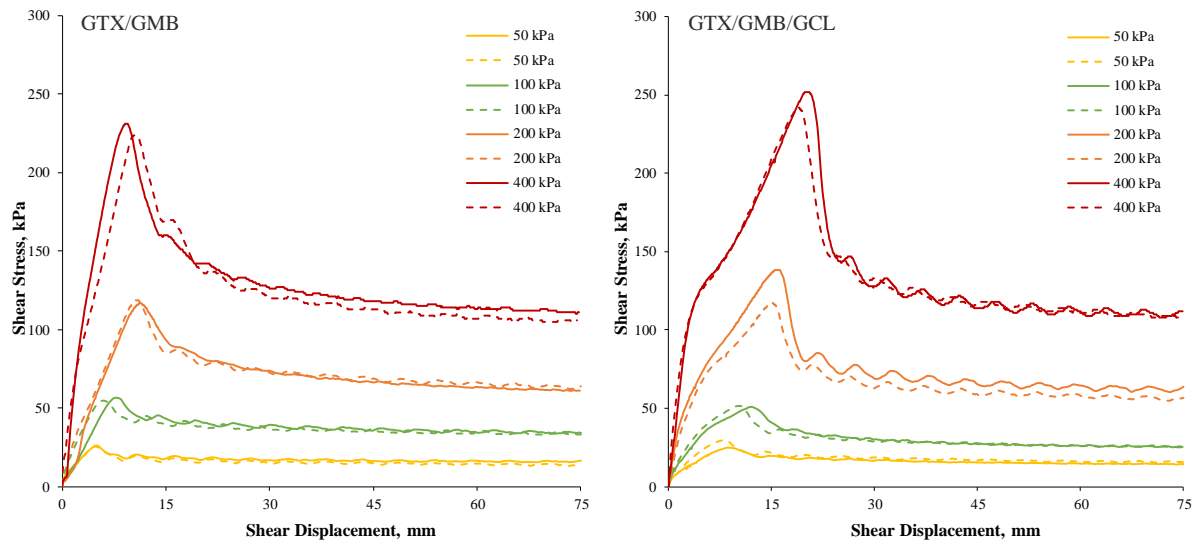 GTX/GMB
300
250
200
150
100
50
0
0 15 30 45 60 75
Shear Stress, kPa
Shear Displacement, mm
50 kPa
50 kPa
100 kPa
100 kPa
200 kPa
200 kPa
400 kPa
400 kPa
GTX/GMB/GCL
300
250
200
150
100
50
0
0 15 30 45 60 75
Shear Stress, kPa
Shear Displacement, mm
50 kPa
50 kPa
100 kPa
100 kPa
200 kPa
200 kPa
400 kPa
400 kPa